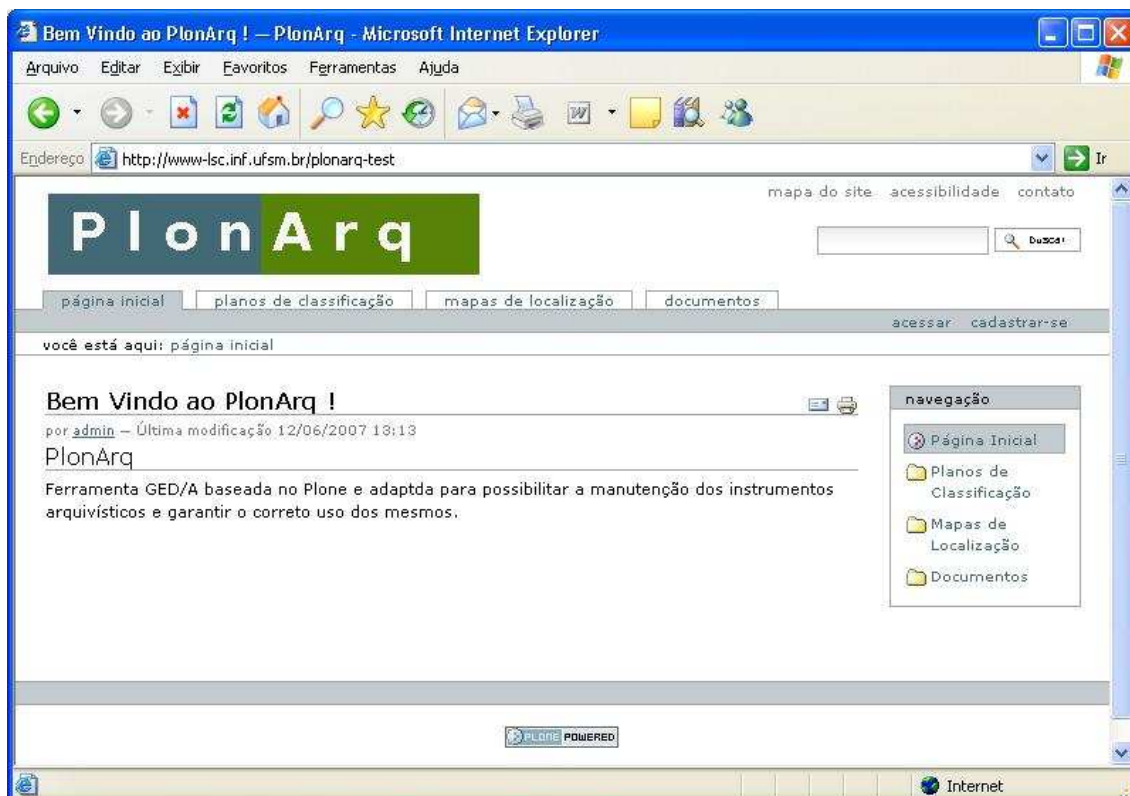 Bem Vindo ao PlonArq ! — PlonArq - Microsoft Internet Explorer
Arquivo Editar Exibir Favoritos Ferramentas Ajuda
Endereço http://www-lsc.inf.ufsm.br/plonarq-test Ir
mapa do site acessibilidade contato
PlonArq
Buscar
página inicial planos de classificação mapas de localização documentos
acessar cadastrar-se
você está aqui: página inicial
Bem Vindo ao PlonArq !
por admin — Última modificação 12/06/2007 13:13
PlonArq
Ferramenta GED/A baseada no Plone e adaptda para possibilitar a manutenção dos instrumentos
arquivísticos e garantir o correto uso dos mesmos.
navegação
Página Inicial
Planos de
Classificação
Mapas de
Localização
Documentos
PLONE POWERED
Internet